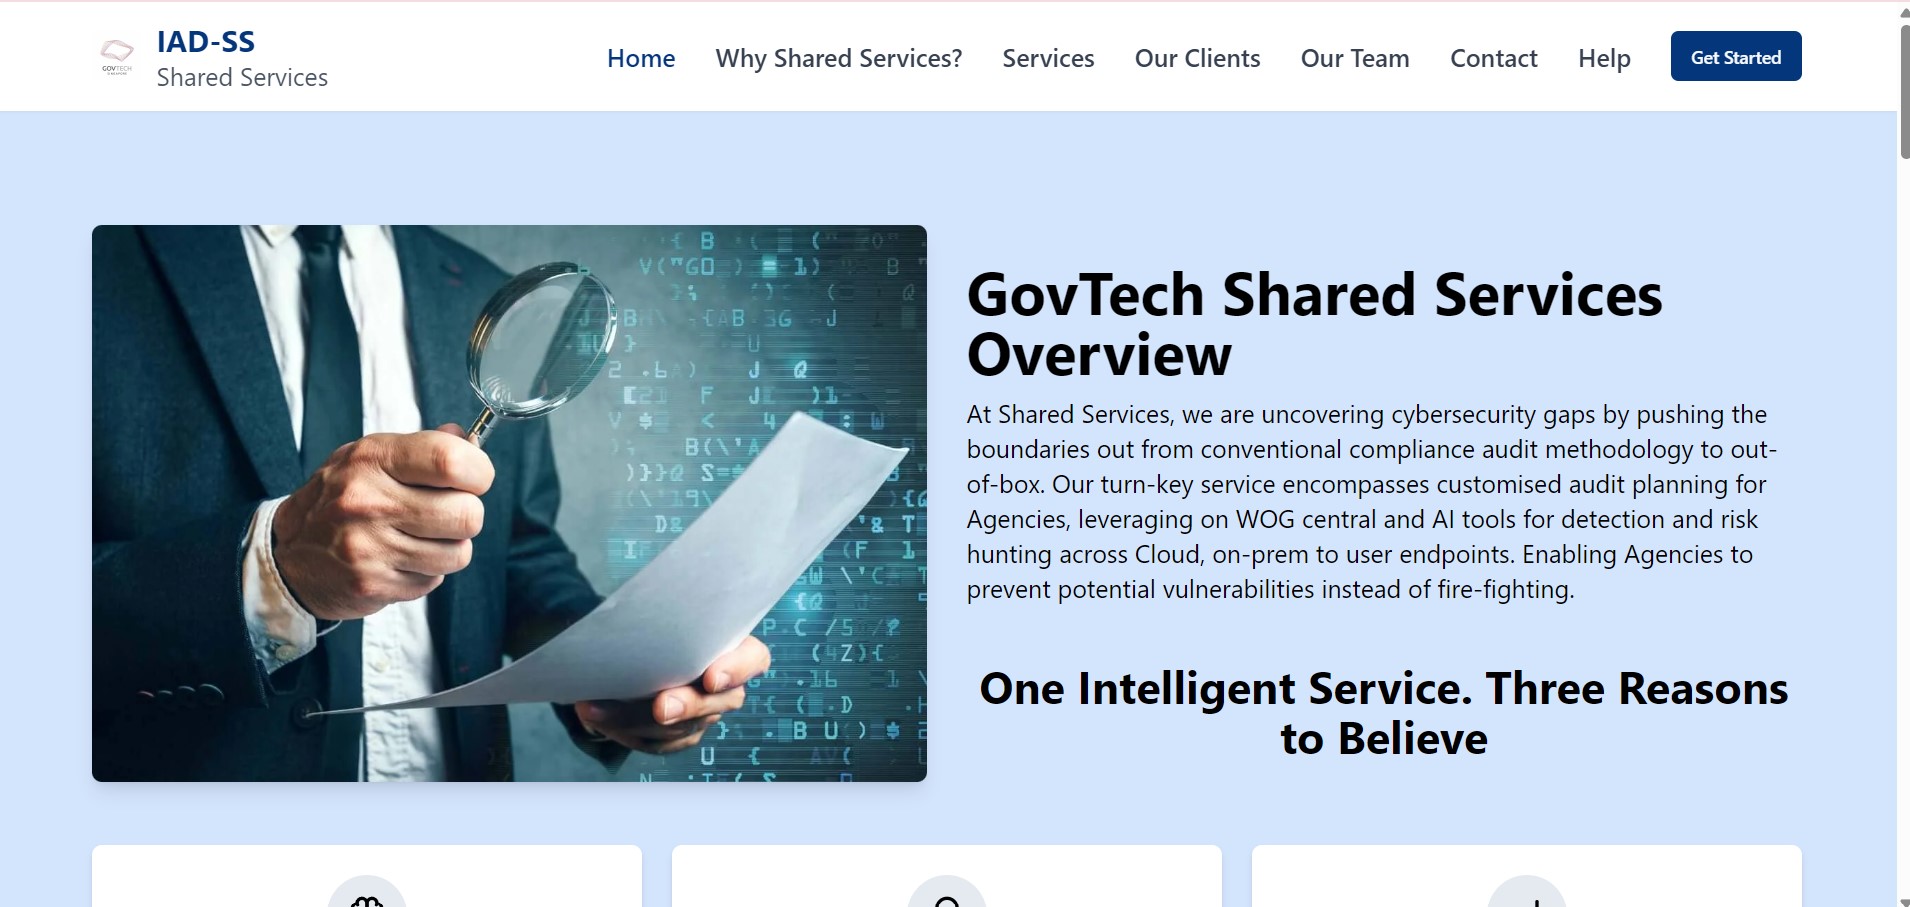 IAD-SS
Shared Services
GOVTECH
SINGAPORE
Home
Why Shared Services?
Services
Our Clients
Our Team
Contact
Help
Get Started
GovTech Shared Services
Overview
At Shared Services, we are uncovering cybersecurity gaps by pushing the
boundaries out from conventional compliance audit methodology to out-
of-box. Our turn-key service encompasses customised audit planning for
Agencies, leveraging on WOG central and AI tools for detection and risk
hunting across Cloud, on-prem to user endpoints. Enabling Agencies to
prevent potential vulnerabilities instead of fire-fighting.
One Intelligent Service. Three Reasons
to Believe